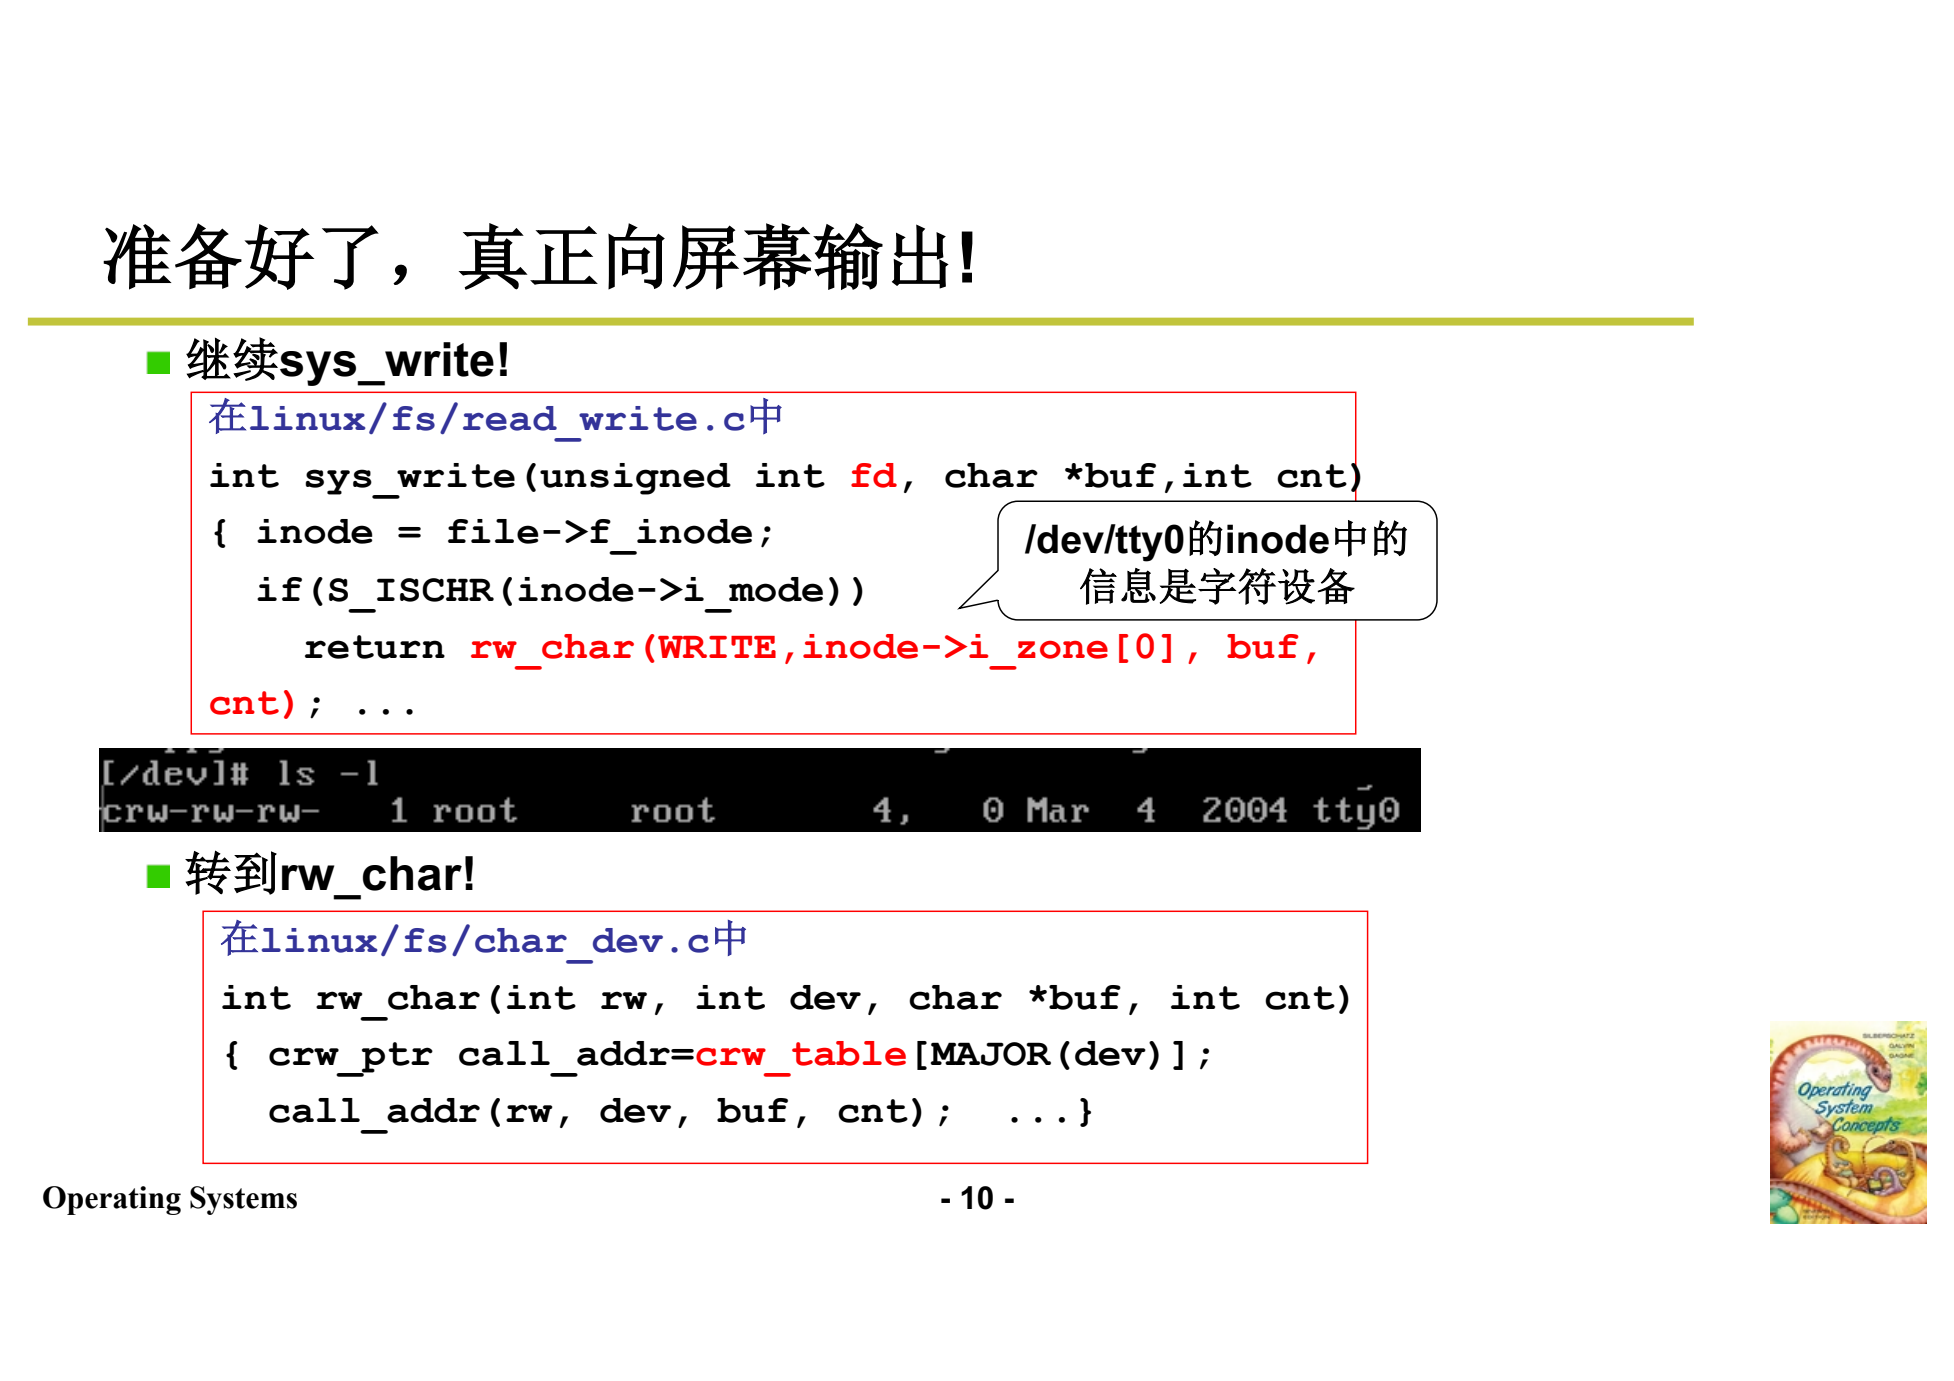 准备好了，真正向屏幕输出!
继续sys_write!
在linux/fs/read_write.c中
int sys_write(unsigned int fd, char *buf,int cnt)
{ inode = file->f_inode;
if(S_ISCHR(inode->i_mode))
return rw_char(WRITE,inode->i_zone[0], buf,
cnt); ...
/dev/tty0的inode中的
信息是字符设备
[/dev]# ls -l
crw-rw-rw- 1 root root 4, 0 Mar 4 2004 tty0
转到rw_char!
在linux/fs/char_dev.c中
int rw_char(int rw, int dev, char *buf, int cnt)
{ crw_ptr call_addr=crw_table[MAJOR(dev)];
call_addr(rw, dev, buf, cnt); ...}
SILBERSCHATZ
GALVIN
GAGNE
Operating
System
Concepts
Operating Systems
- 10 -